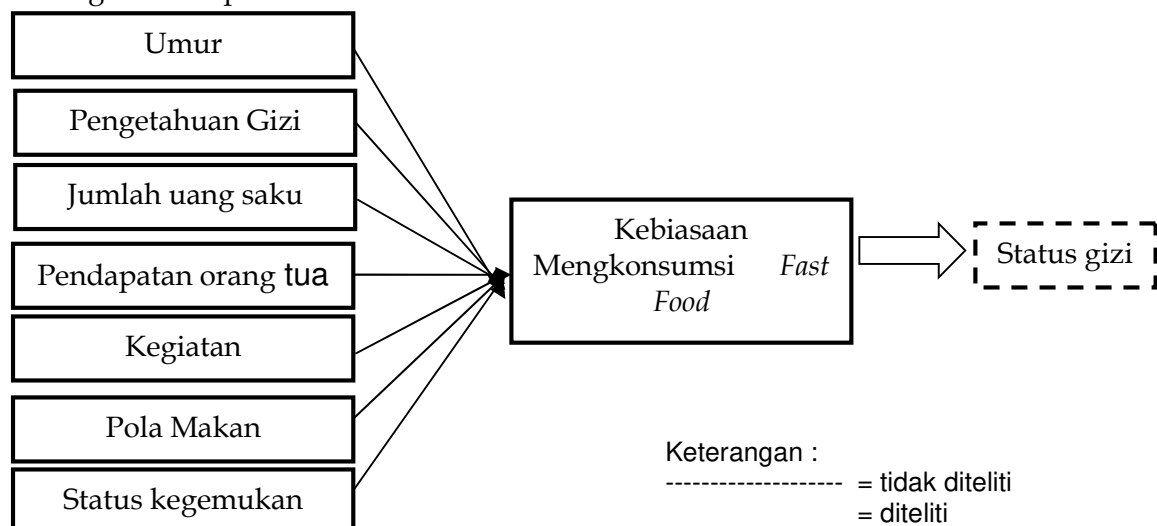 Umur
Pengetahuan Gizi
Jumlah uang saku
Pendapatan orang tua
Kegiatan
Pola Makan
Status kegemukan
Kebiasaan
Mengkonsumsi Fast
Food
Status gizi
Keterangan :
-------------------- = tidak diteliti
= diteliti